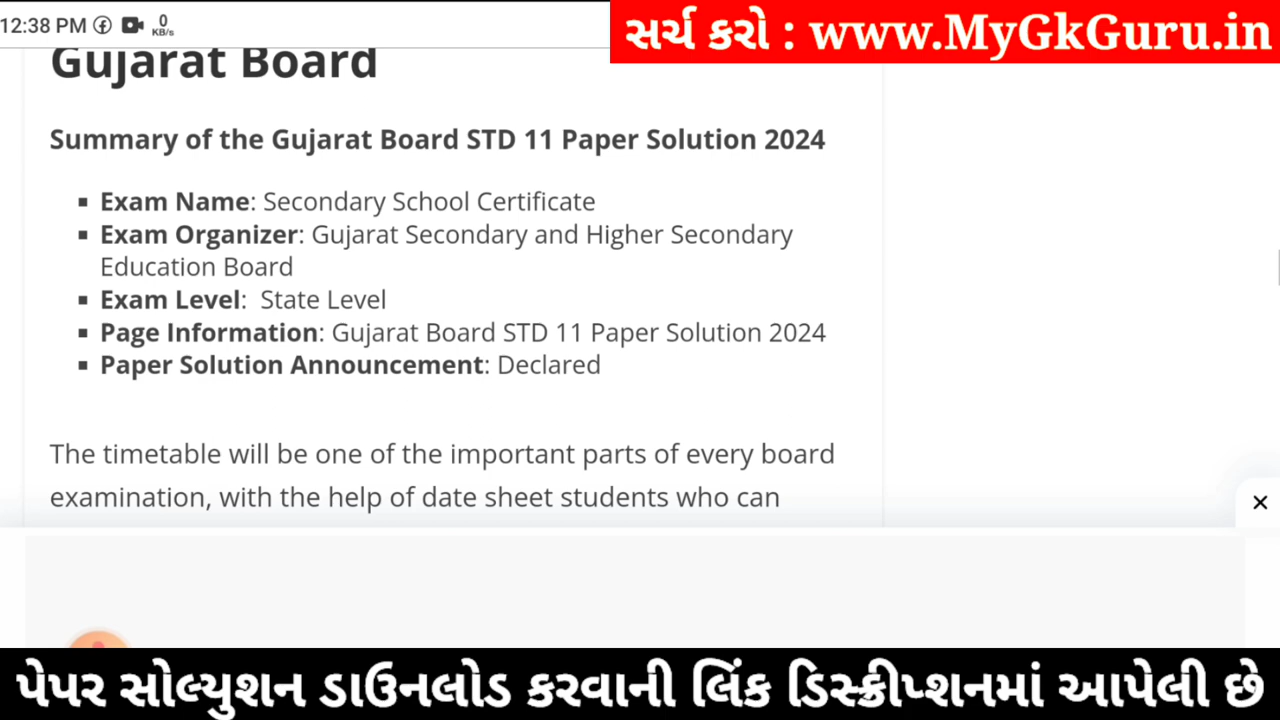 12:38 PM
0
KB/s
સર્ચ કરો : www.MyGkGuru.in
Gujarat Board
Summary of the Gujarat Board STD 11 Paper Solution 2024
Exam Name: Secondary School Certificate
Exam Organizer: Gujarat Secondary and Higher Secondary
Education Board
Exam Level: State Level
Page Information: Gujarat Board STD 11 Paper Solution 2024
Paper Solution Announcement: Declared
The timetable will be one of the important parts of every board
examination, with the help of date sheet students who can
પેપર સોલ્યુશન ડાઉનલોડ કરવાની લિંક ડિસ્ક્રીપ્શનમાં આપેલી છે